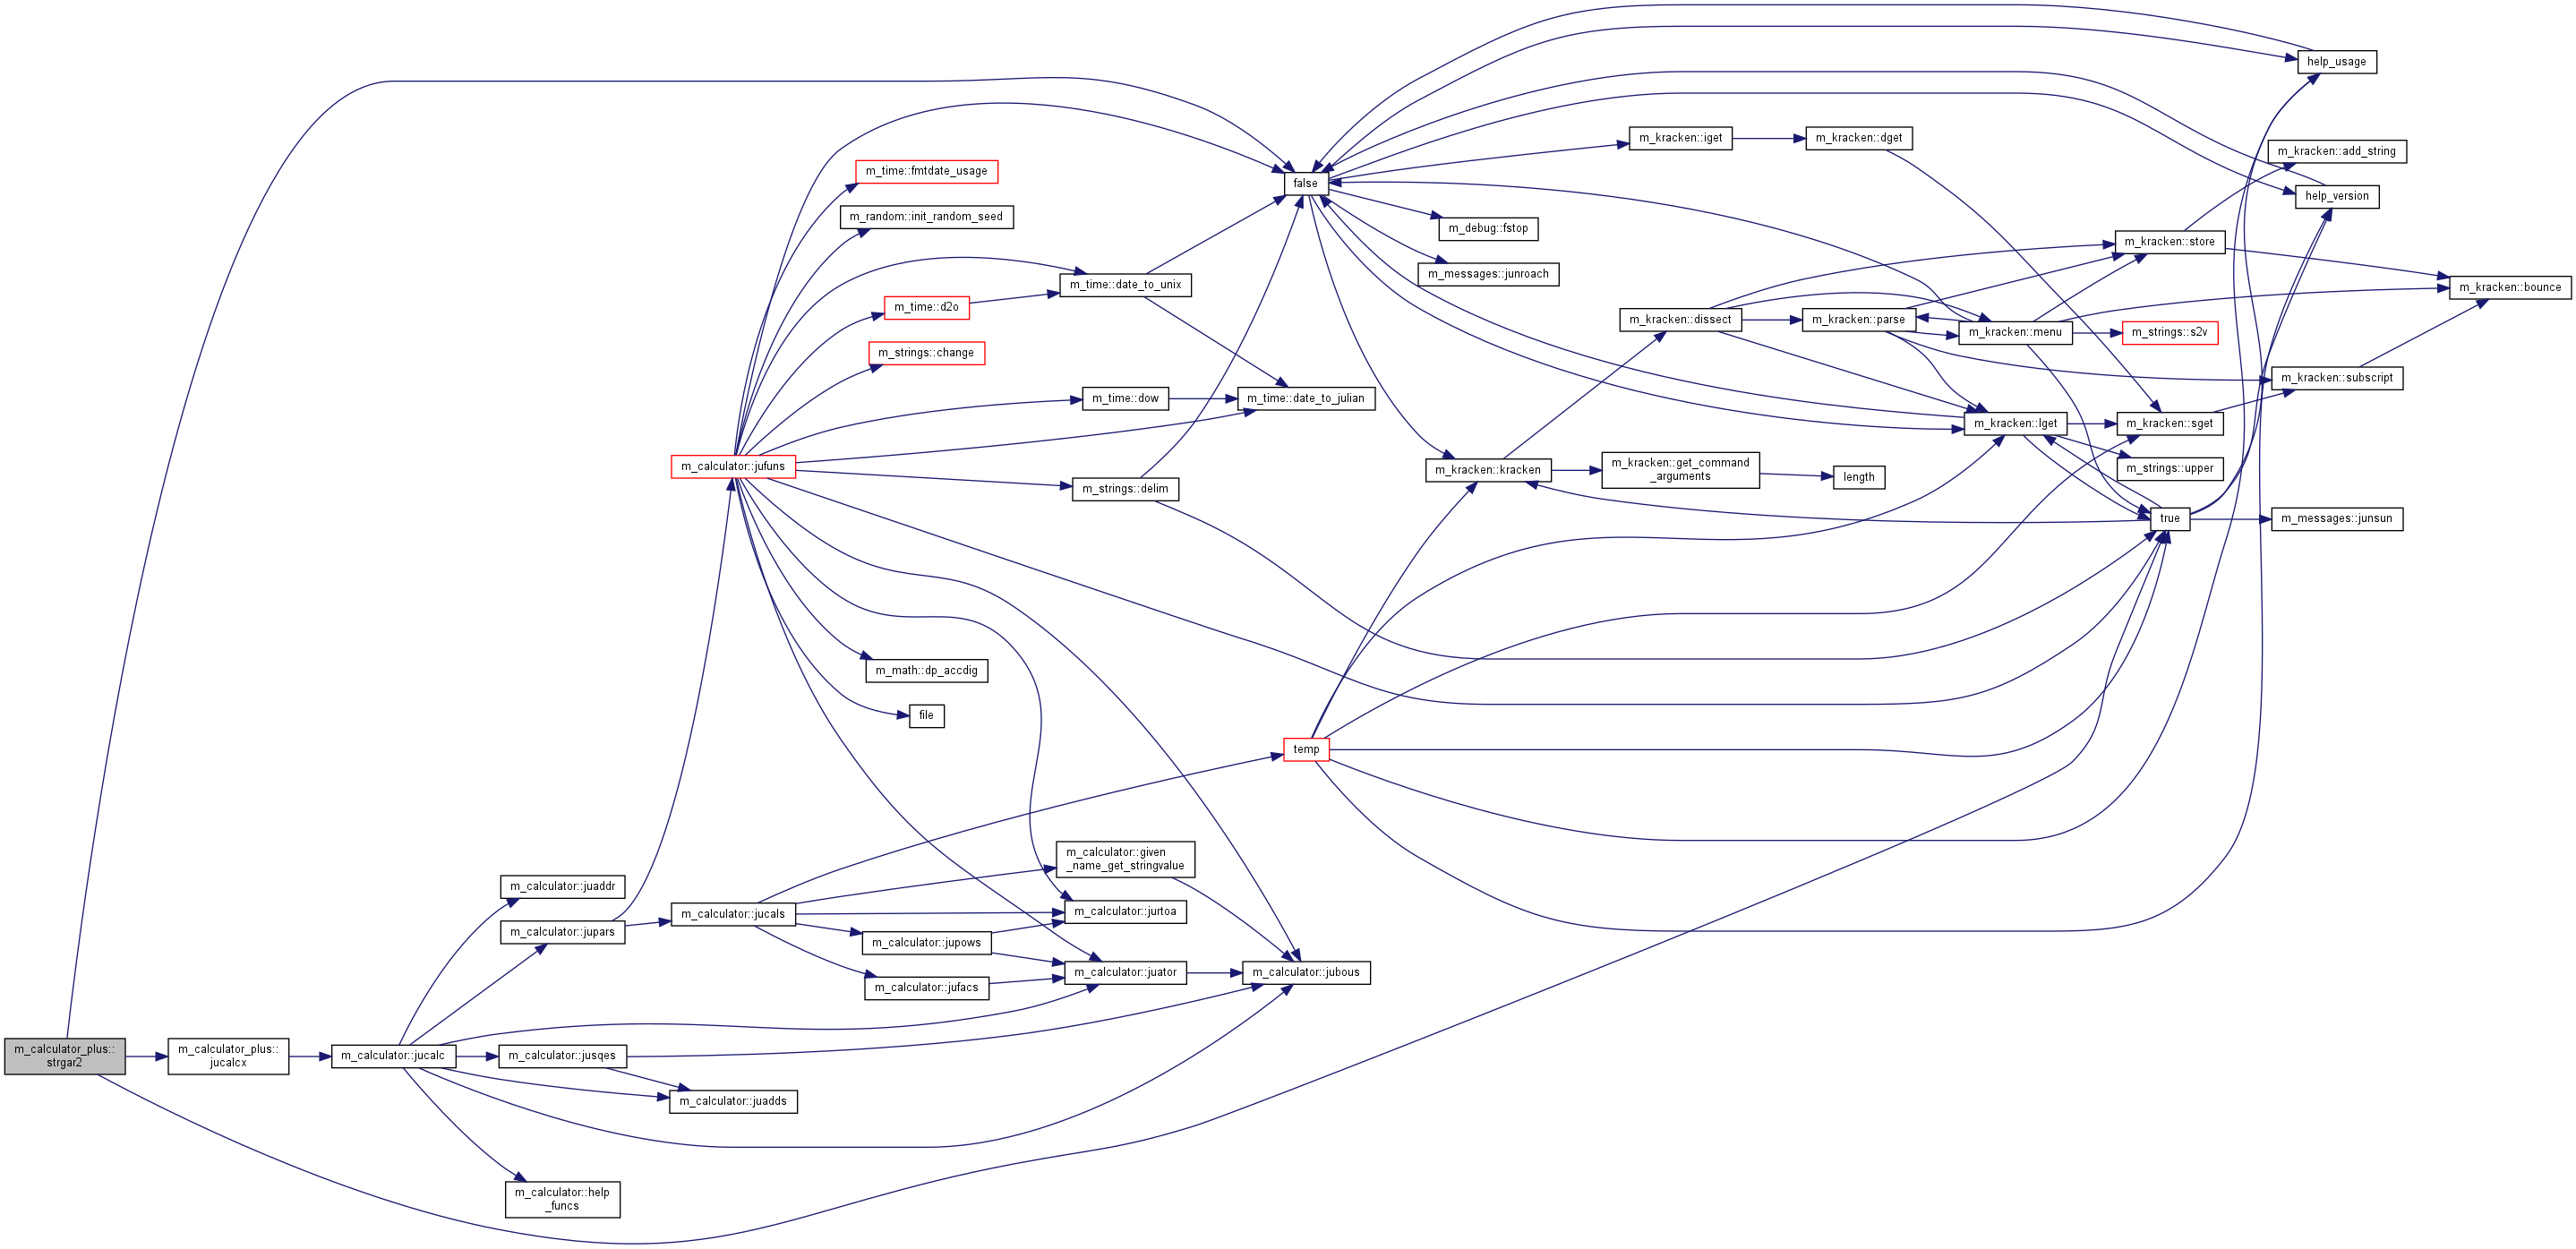 m_calculator_plus::
strgar2
m_calculator_plus::
jucalcx
m_calculator::jucalc
m_calculator::juaddr
m_calculator::jupars
m_calculator::jusqes
m_calculator::juadds
m_calculator::help
_funcs
m_calculator::jufuns
m_calculator::jucals
m_time::fmtdate_usage
m_random::init_random_seed
m_time::d2o
m_strings::change
m_math::dp_accdig
file
m_calculator::jupows
m_calculator::jufacs
m_time::date_to_unix
m_time::dow
m_strings::delim
m_calculator::given
_name_get_stringvalue
m_calculator::jurtoa
m_calculator::juator
false
m_time::date_to_julian
temp
m_calculator::jubous
m_debug::fstop
m_messages::junroach
m_kracken::kracken
m_kracken::iget
m_kracken::dissect
m_kracken::get_command
_arguments
m_kracken::dget
m_kracken::parse
length
m_kracken::menu
m_kracken::lget
m_kracken::store
m_strings::s2v
m_kracken::sget
m_strings::upper
true
help_usage
m_kracken::add_string
help_version
m_kracken::subscript
m_messages::junsun
m_kracken::bounce